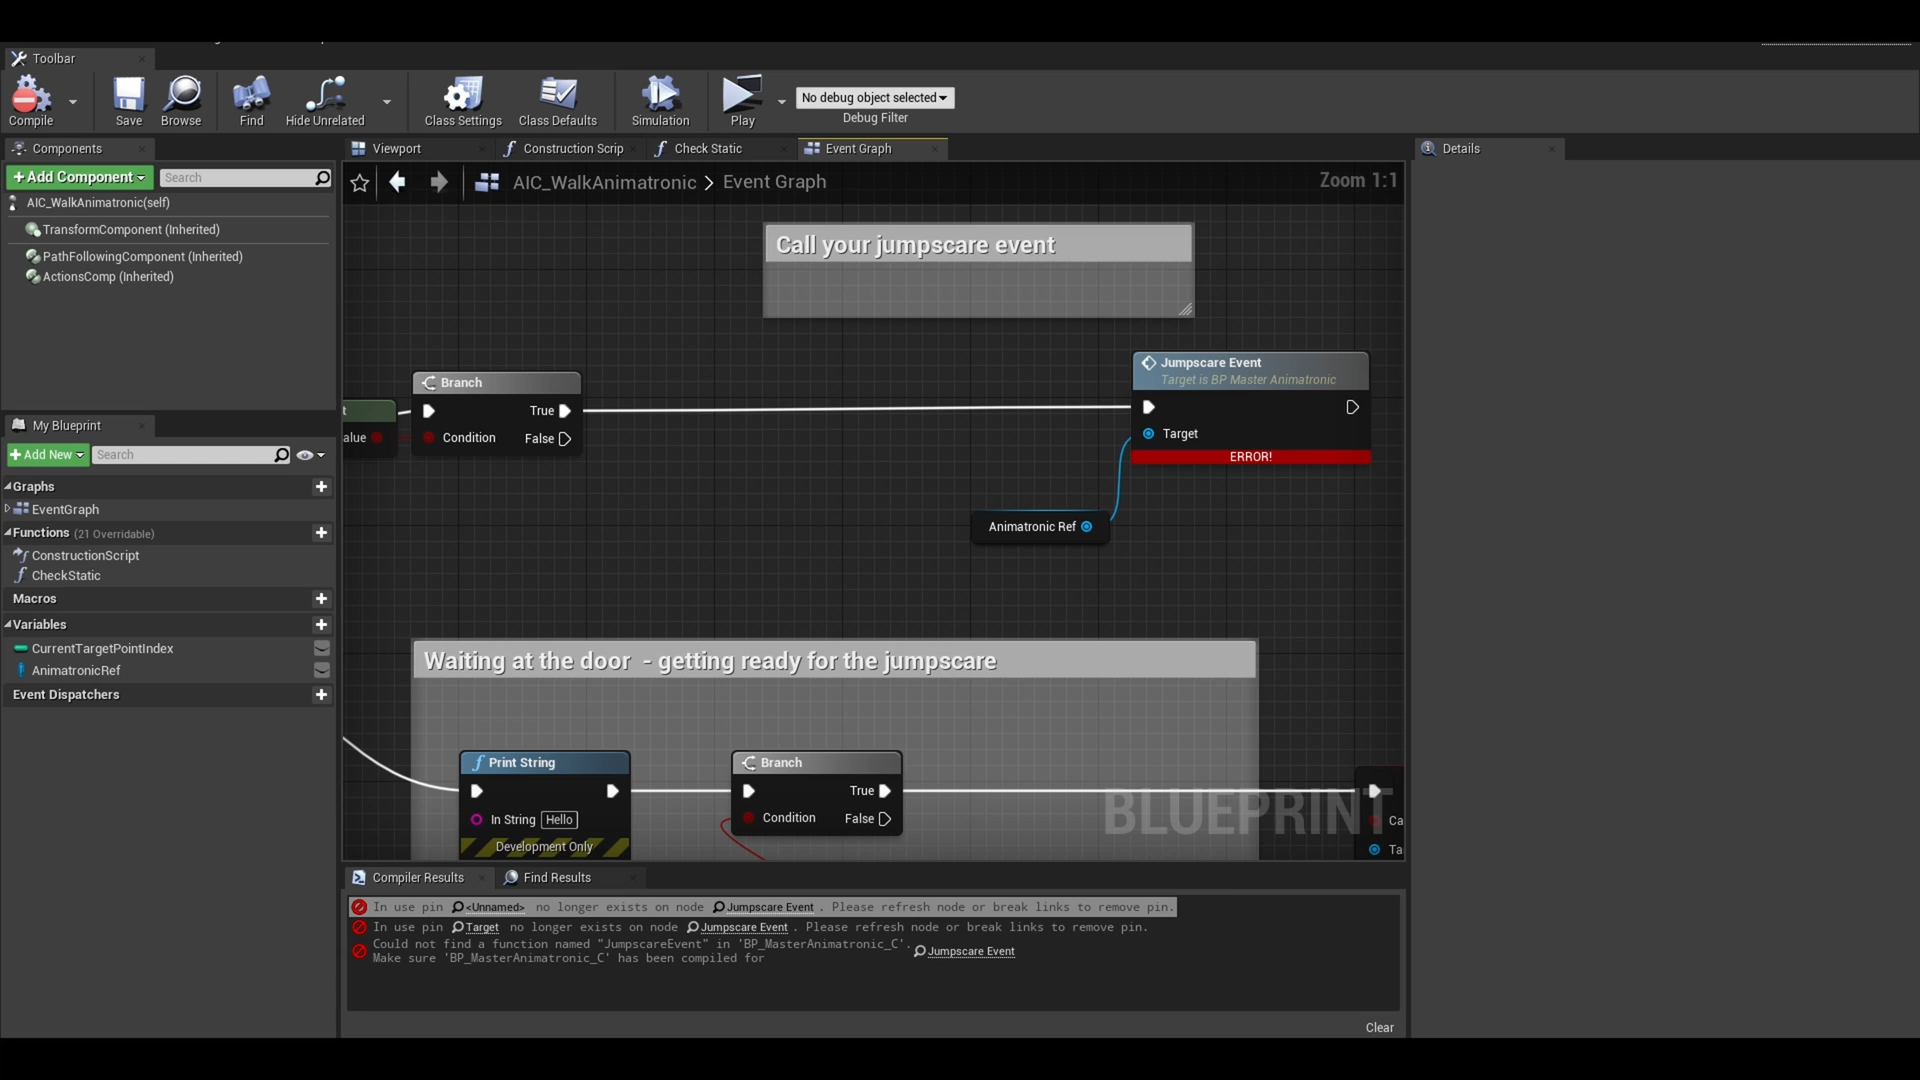 Toolbar
Compile
Save
Browse
Find
Hide Unrelated
Class Settings
Class Defaults
Simulation
Play
No debug object selected
Debug Filter
Components
Viewport
Construction Scrip
Check Static
Event Graph
Details
+Add Component
Search
AIC_WalkAnimatronic > Event Graph
Zoom 1:1
AIC_WalkAnimatronic(self)
TransformComponent (Inherited)
PathFollowingComponent (Inherited)
ActionsComp (Inherited)
Call your jumpscare event
Jumpscare Event
Target is BP Master Animatronic
Target
ERROR!
Branch
True
alue
Condition
False
Animatronic Ref
My Blueprint
+Add New
Search
Graphs
EventGraph
Functions (21 Overridable)
ConstructionScript
CheckStatic
Macros
Variables
CurrentTargetPointIndex
AnimatronicRef
Event Dispatchers
Waiting at the door - getting ready for the jumpscare
Print String
In String Hello
Development Only
Branch
True
Condition
False
BLUEPRINT
Ca
Ta
Compiler Results
Find Results
In use pin <Unnamed> no longer exists on node Jumpscare Event . Please refresh node or break links to remove pin.
In use pin Target no longer exists on node Jumpscare Event . Please refresh node or break links to remove pin.
Could not find a function named "JumpscareEvent" in 'BP_MasterAnimatronic_C'.
Make sure 'BP_MasterAnimatronic_C' has been compiled for Jumpscare Event
Clear